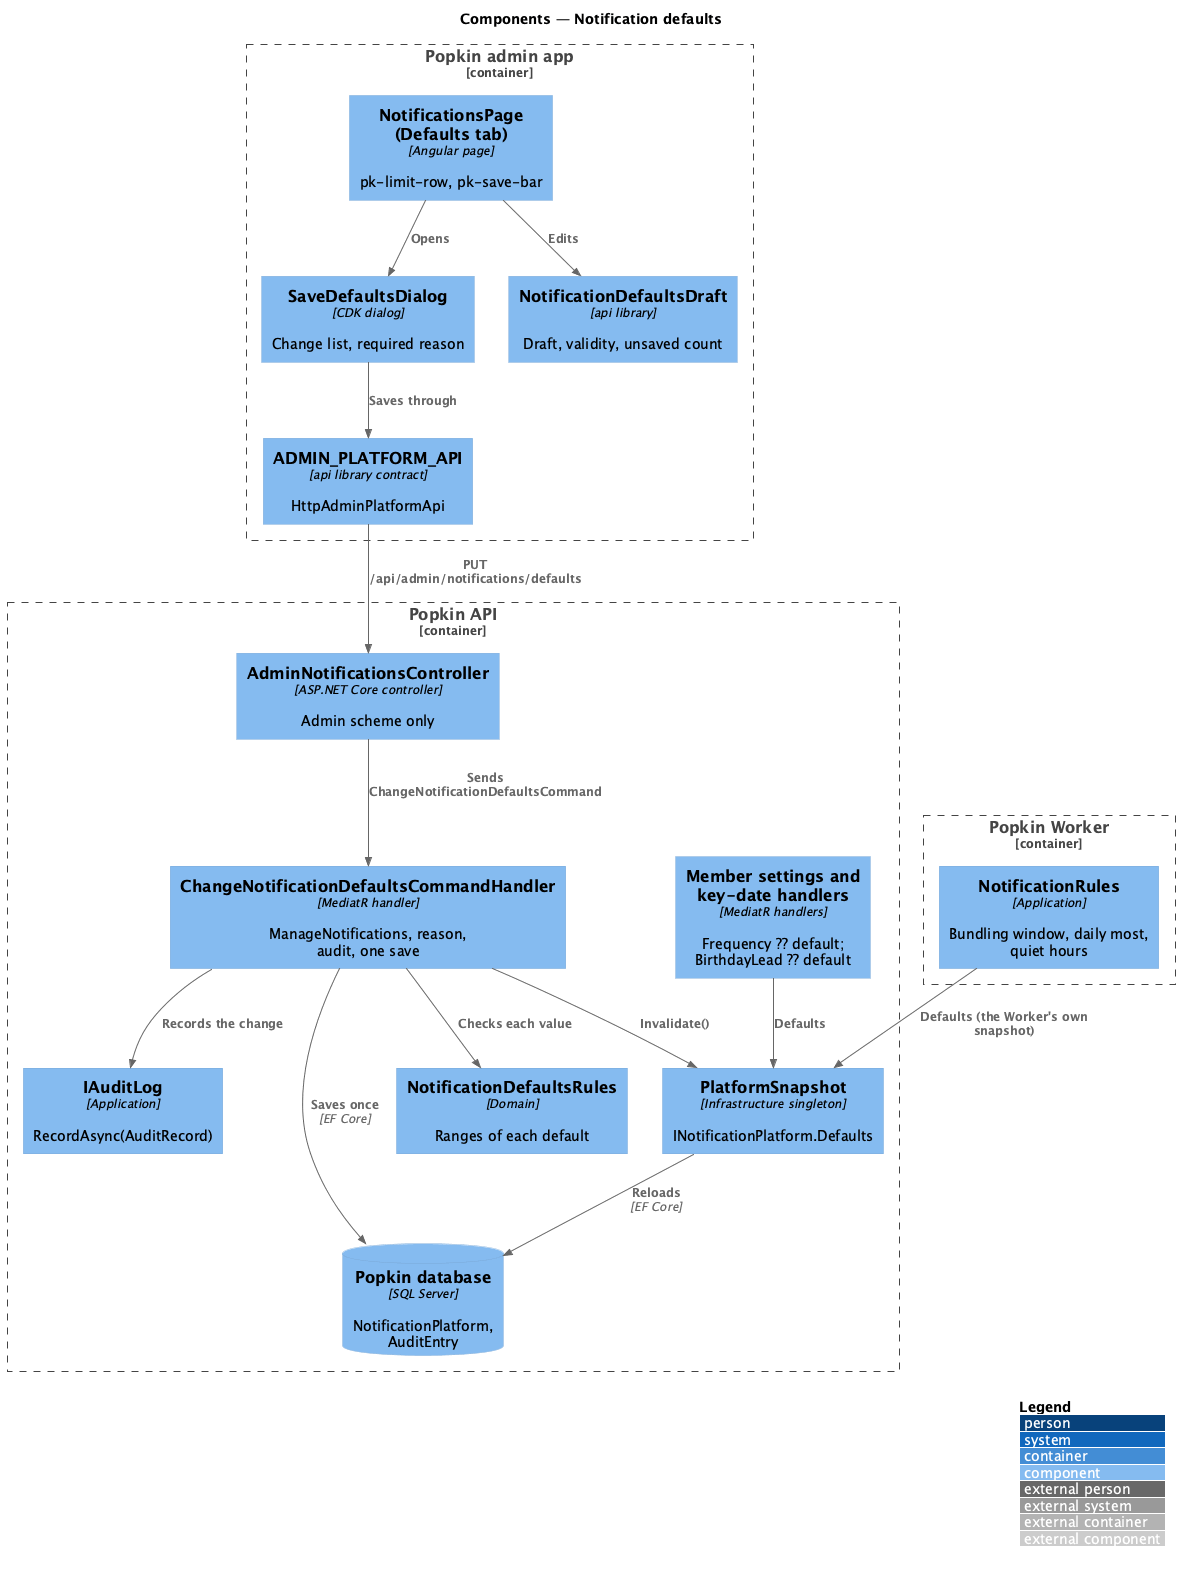 Components — Notification defaults
Popkin admin app
[container]
NotificationsPage
(Defaults tab)
[Angular page]
pk-limit-row, pk-save-bar
Opens
Edits
SaveDefaultsDialog
[CDK dialog]
Change list, required reason
NotificationDefaultsDraft
[api library]
Draft, validity, unsaved count
Saves through
ADMIN_PLATFORM_API
[api library contract]
HttpAdminPlatformApi
PUT
/api/admin/notifications/defaults
Popkin API
[container]
AdminNotificationsController
[ASP.NET Core controller]
Admin scheme only
Sends
ChangeNotificationDefaultsCommand
Popkin Worker
[container]
ChangeNotificationDefaultsCommandHandler
[MediatR handler]
ManageNotifications, reason,
audit, one save
Member settings and
key-date handlers
[MediatR handlers]
Frequency ?? default;
BirthdayLead ?? default
NotificationRules
[Application]
Bundling window, daily most,
quiet hours
Records the change
Checks each value
Invalidate()
Defaults
Defaults (the Worker's own
snapshot)
IAuditLog
[Application]
RecordAsync(AuditRecord)
Saves once
[EF Core]
NotificationDefaultsRules
[Domain]
Ranges of each default
PlatformSnapshot
[Infrastructure singleton]
INotificationPlatform.Defaults
Reloads
[EF Core]
Popkin database
[SQL Server]
NotificationPlatform,
AuditEntry
Legend
person
system
container
component
external person
external system
external container
external component